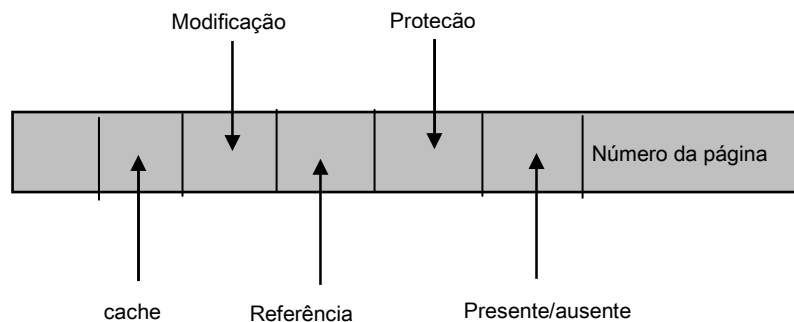 Modificação
Protecão
Número da página
cache
Referência
Presente/ausente